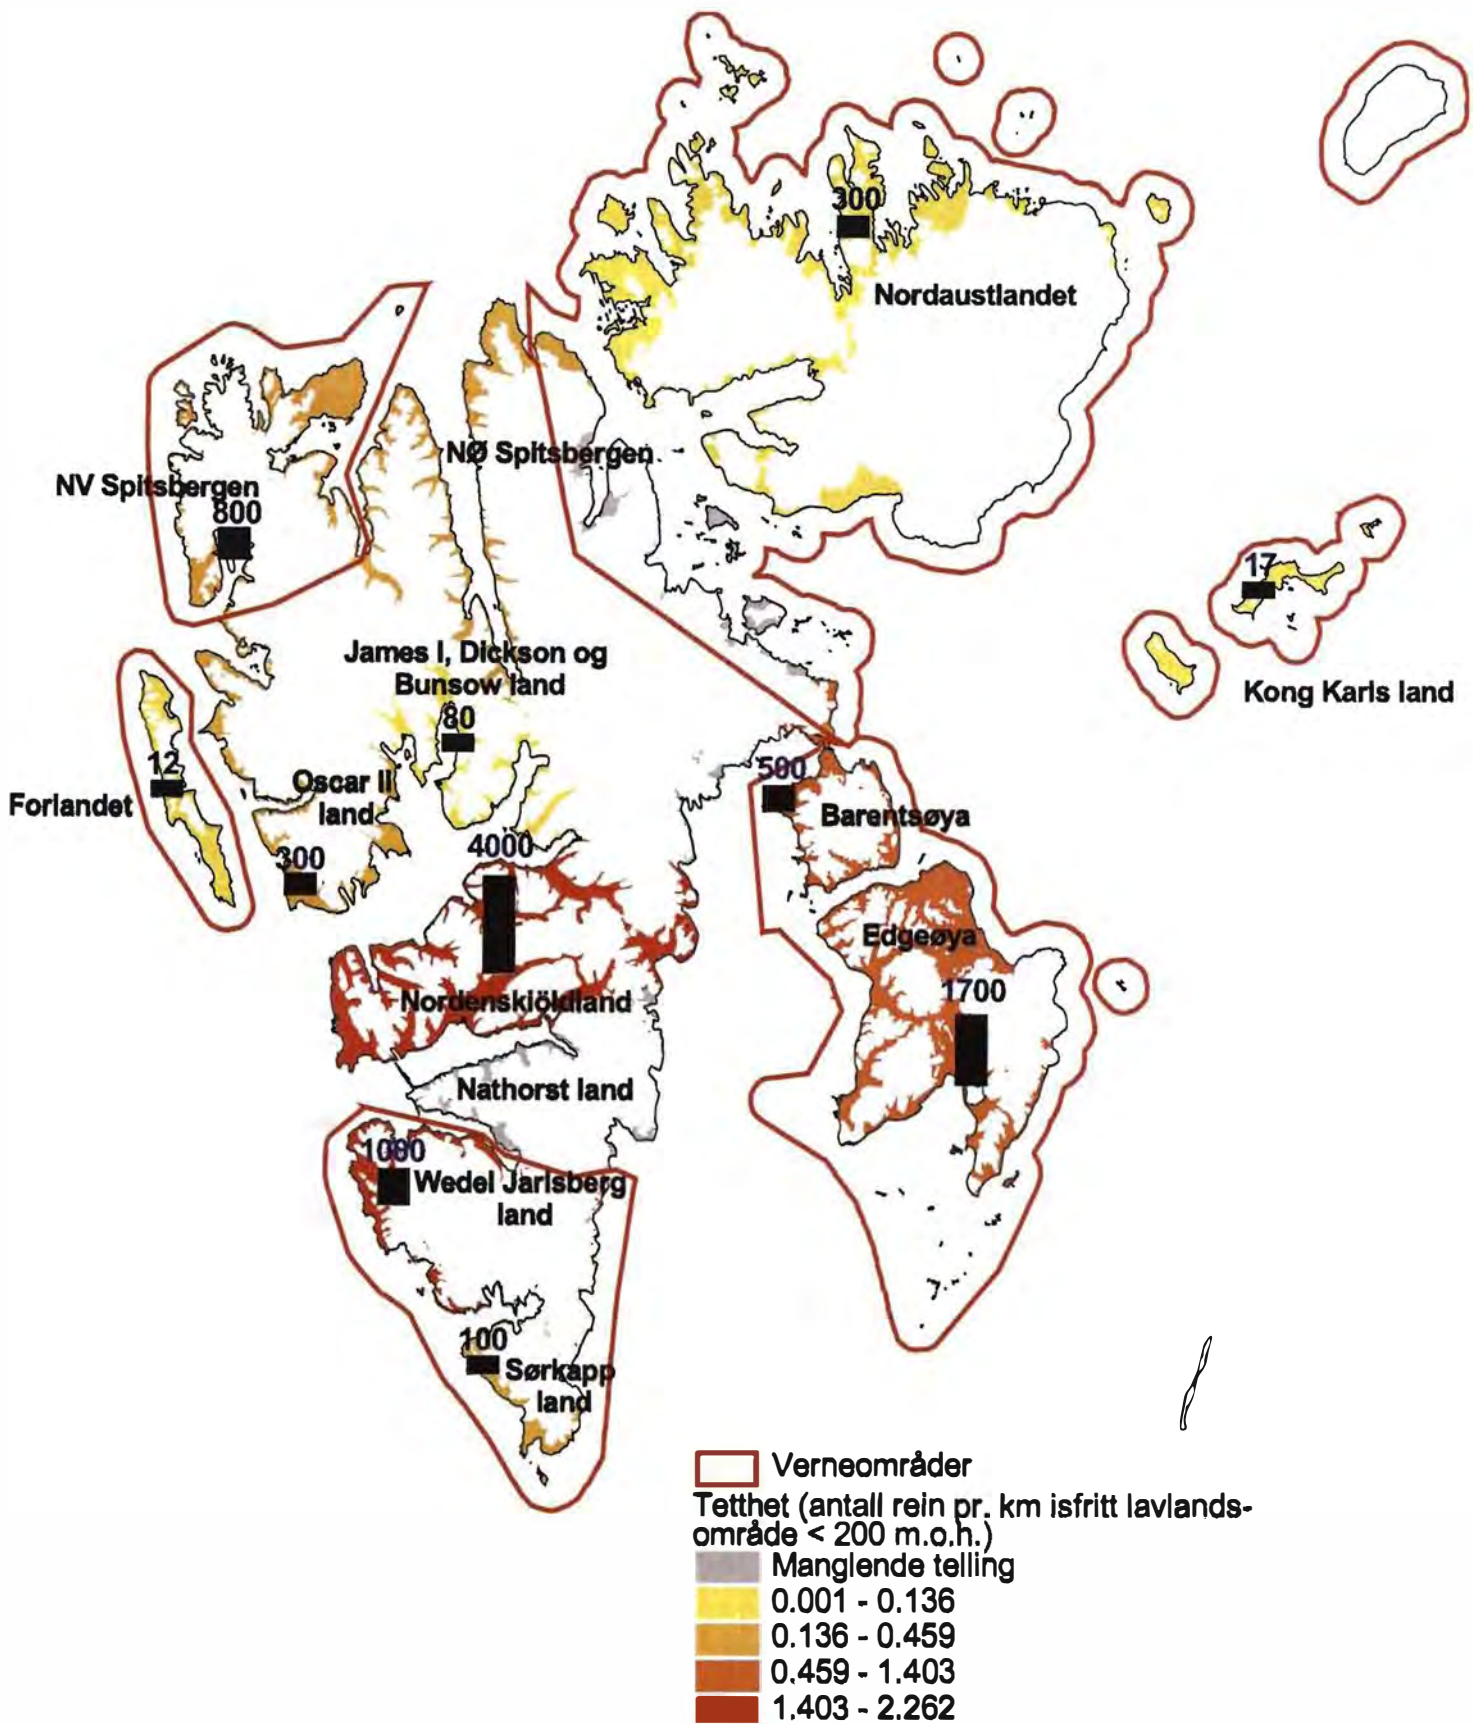 300
Nordaustlandet
NØ Spitsbergen
NV Spitsbergen
800
17
Kong Karls land
James I, Dickson og
Bunsow land
80
12
Forlandet
Oscar II
land
300
500
Barentsøya
4000
Edgeøya
1700
Nordenskiöldland
Nathorst land
1080
Wedel Jarlsberg
land
100
Sørkapp
land
Verneområder
Tetthet (antall rein pr. km isfritt lavlands-
område < 200 m.o.h.)
Manglende telling
0.001 - 0.136
0.136 - 0.459
0.459 - 1.403
1.403 - 2.262